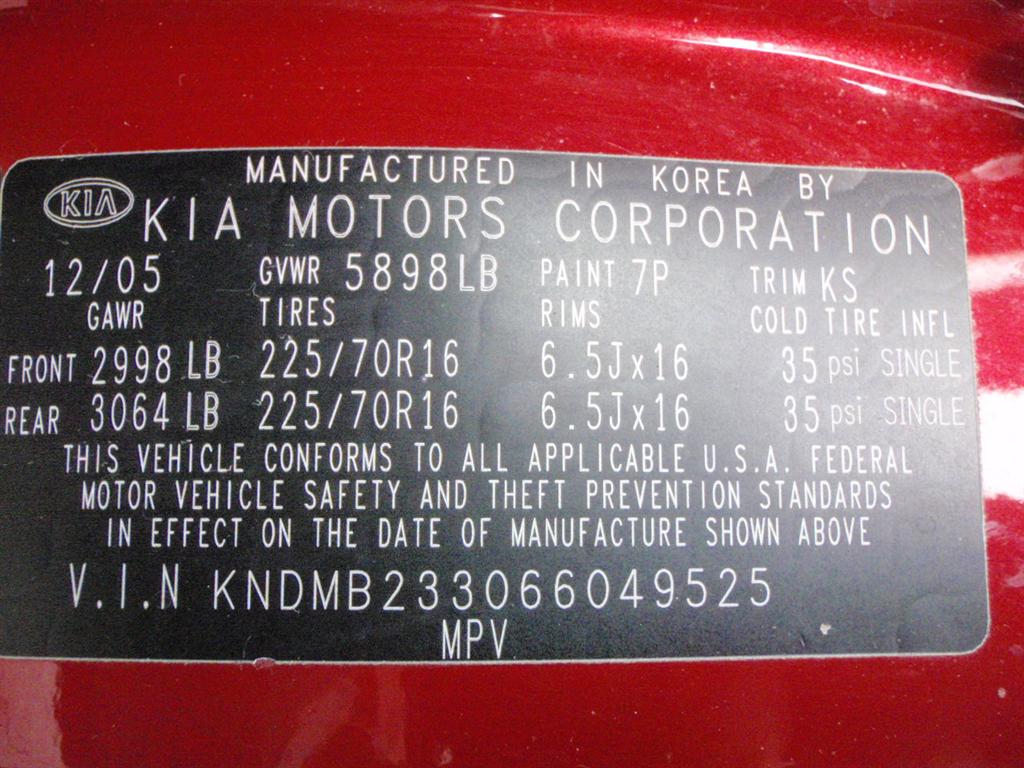 MANUFACTURED IN KOREA BY
KIA KIA MOTORS CORPORATION
12/05 GVWR 5898LB PAINT 7P TRIM KS
GAWR TIRES RIMS COLD TIRE INFL
FRONT 2998 LB 225/70R16 6.5Jx16 35 psi SINGLE
REAR 3064 LB 225/70R16 6.5Jx16 35 psi SINGLE
THIS VEHICLE CONFORMS TO ALL APPLICABLE U.S.A. FEDERAL
MOTOR VEHICLE SAFETY AND THEFT PREVENTION STANDARDS
IN EFFECT ON THE DATE OF MANUFACTURE SHOWN ABOVE
V.I.N KNDMB233066049525
MPV